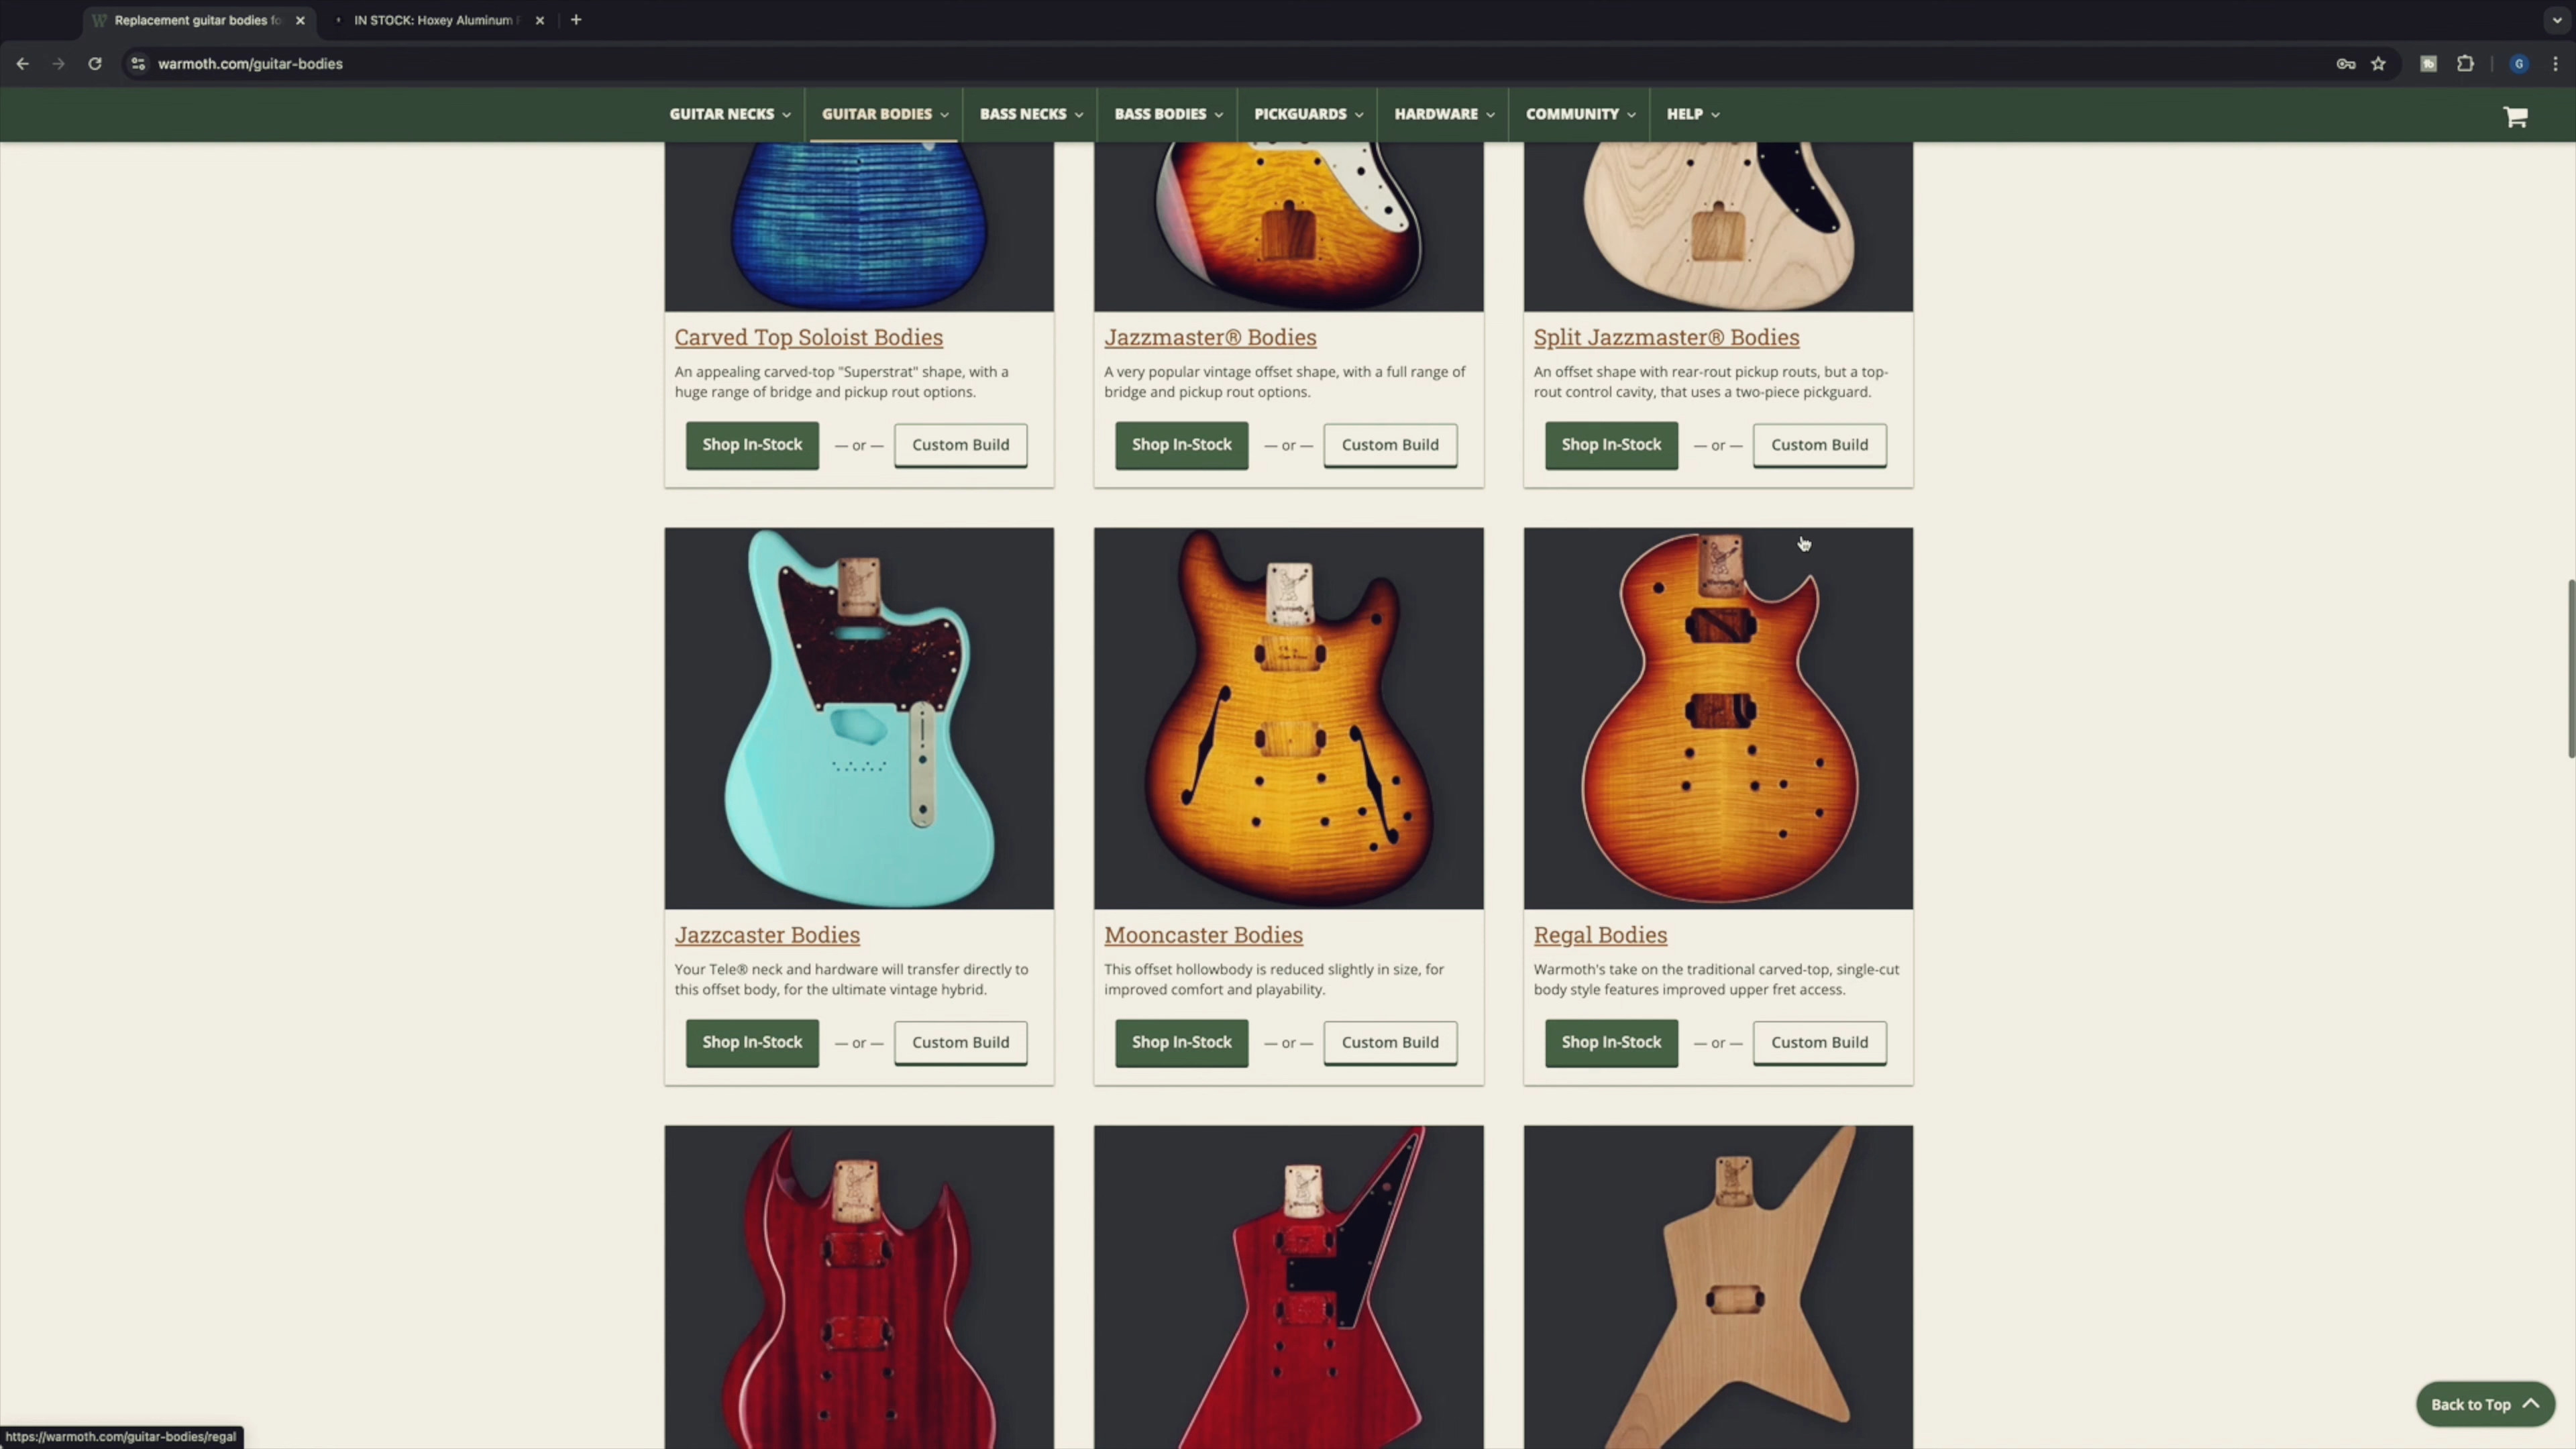 Replacement guitar bodies fo
IN STOCK: Hoxey Aluminum
warmoth.com/guitar-bodies
G
GUITAR NECKS
GUITAR BODIES
BASS NECKS
BASS BODIES
PICKGUARDS
HARDWARE
COMMUNITY
HELP
Carved Top Soloist Bodies
An appealing carved-top "Superstrat" shape, with a
huge range of bridge and pickup rout options.
Shop In-Stock — or — Custom Build
Jazzmaster® Bodies
A very popular vintage offset shape, with a full range of
bridge and pickup rout options.
Shop In-Stock — or — Custom Build
Split Jazzmaster® Bodies
An offset shape with rear-rout pickup routs, but a top-
rout control cavity, that uses a two-piece pickguard.
Shop In-Stock — or — Custom Build
Jazzcaster Bodies
Your Tele® neck and hardware will transfer directly to
this offset body, for the ultimate vintage hybrid.
Shop In-Stock — or — Custom Build
Mooncaster Bodies
This offset hollowbody is reduced slightly in size, for
improved comfort and playability.
Shop In-Stock — or — Custom Build
Regal Bodies
Warmoth's take on the traditional carved-top, single-cut
body style features improved upper fret access.
Shop In-Stock — or — Custom Build
Back to Top
https://warmoth.com/guitar-bodies/regal